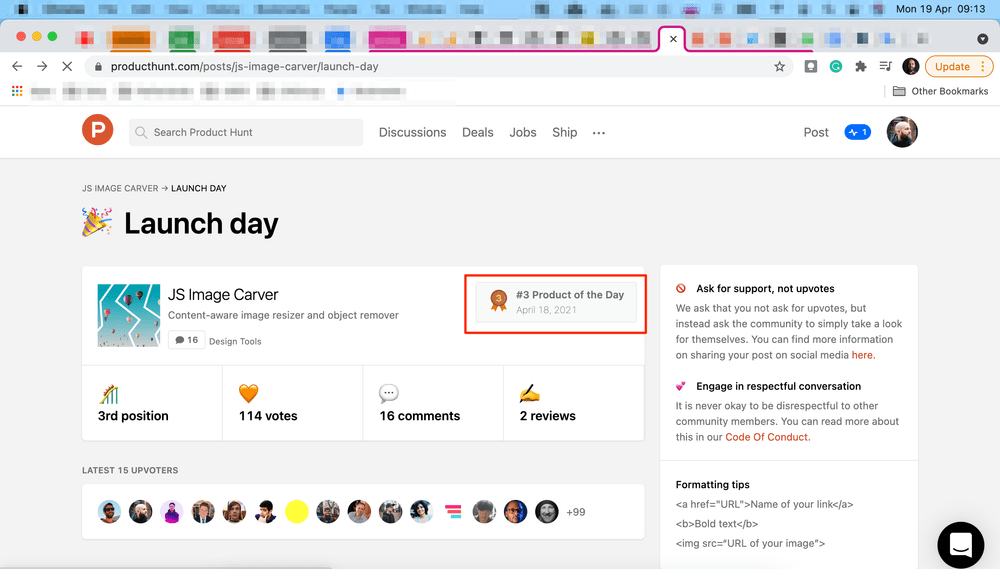 Mon 19 Apr 09:13
producthunt.com/posts/js-image-carver/launch-day
Update
Other Bookmarks
P
Search Product Hunt
Discussions
Deals
Jobs
Ship
Post
1
JS IMAGE CARVER → LAUNCH DAY
Launch day
JS Image Carver
Content-aware image resizer and object remover
16
Design Tools
3
#3 Product of the Day
April 18, 2021
3rd position
114 votes
16 comments
2 reviews
LATEST 15 UPVOTERS
+99
Ask for support, not upvotes
We ask that you not ask for upvotes, but
instead ask the community to simply take a look
for themselves. You can find more information
on sharing your post on social media here.
Engage in respectful conversation
It is never okay to be disrespectful to other
community members. You can read more about
this in our Code Of Conduct.
Formatting tips
<a href="URL">Name of your link</a>
<b>Bold text</b>
<img src="URL of your image">